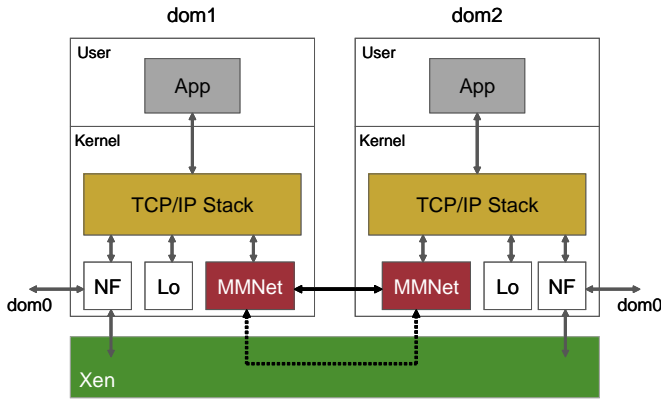 dom1 dom2
User User
App App
Kernel Kernel
TCP/IP Stack TCP/IP Stack
NF Lo MMNet MMNet Lo NF
dom0 dom0
Xen